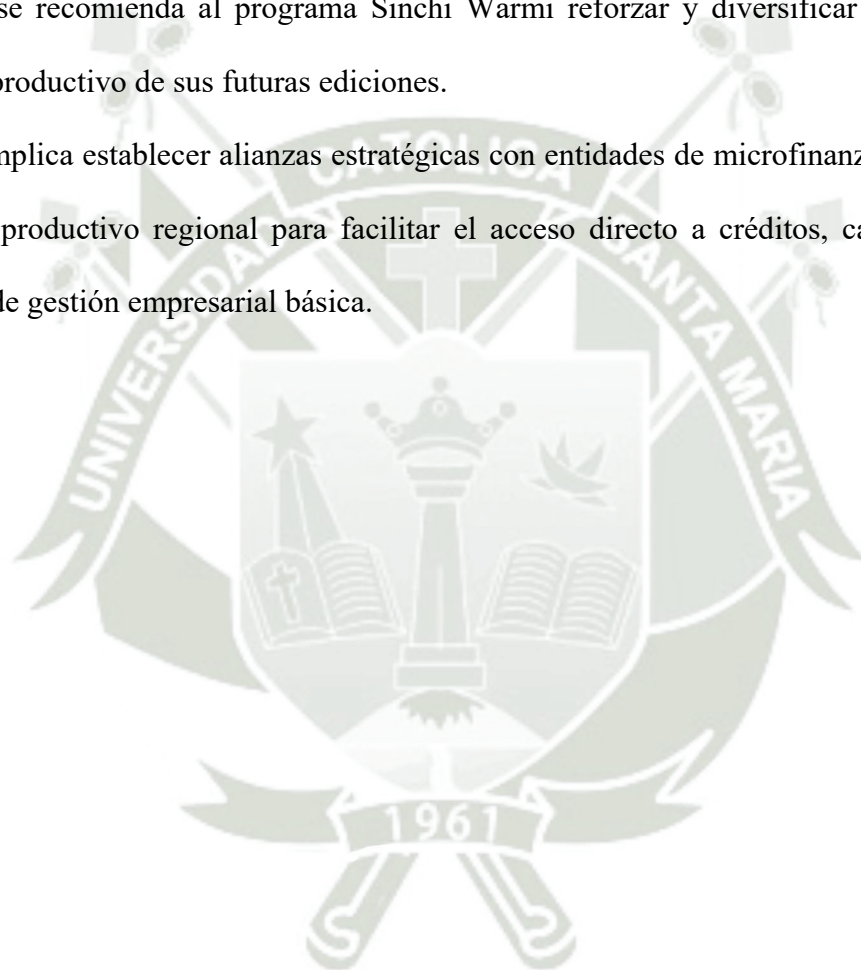 se recomienda al programa Sinchi Warmi reforzar y diversificar
productivo de sus futuras ediciones.
mplica establecer alianzas estratégicas con entidades de microfinanz
productivo regional para facilitar el acceso directo a créditos, ca
de gestión empresarial básica.
UNIVERSIDAD CATOLICA SANTA MARIA
1961